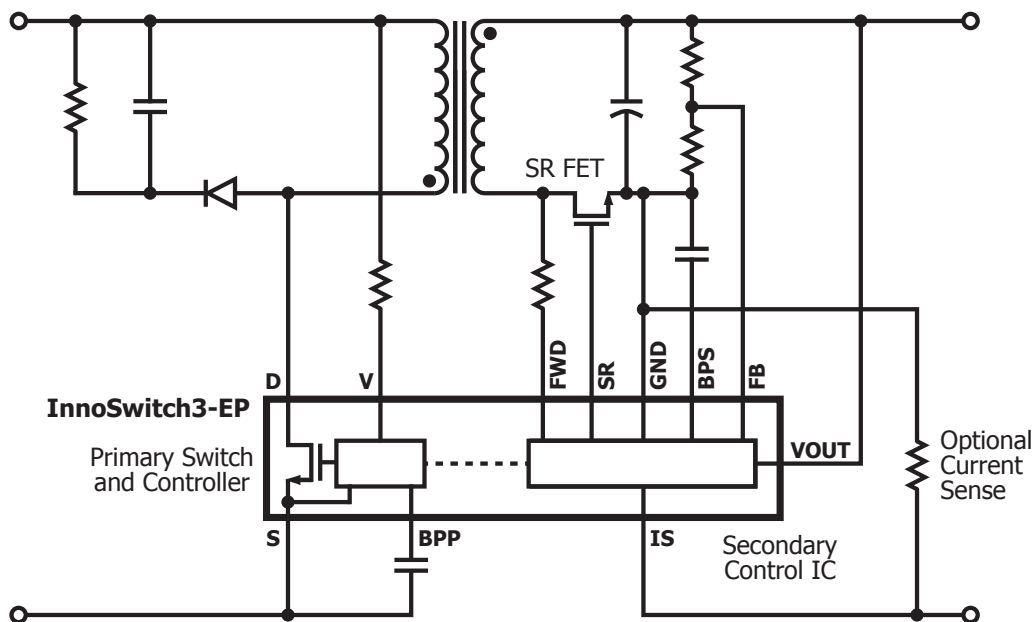 SR FET
FWD
SR
GND
BPS
FB
D
V
InnoSwitch3-EP
Primary Switch
and Controller
VOUT
Optional
Current
Sense
S
BPP
IS
Secondary
Control IC